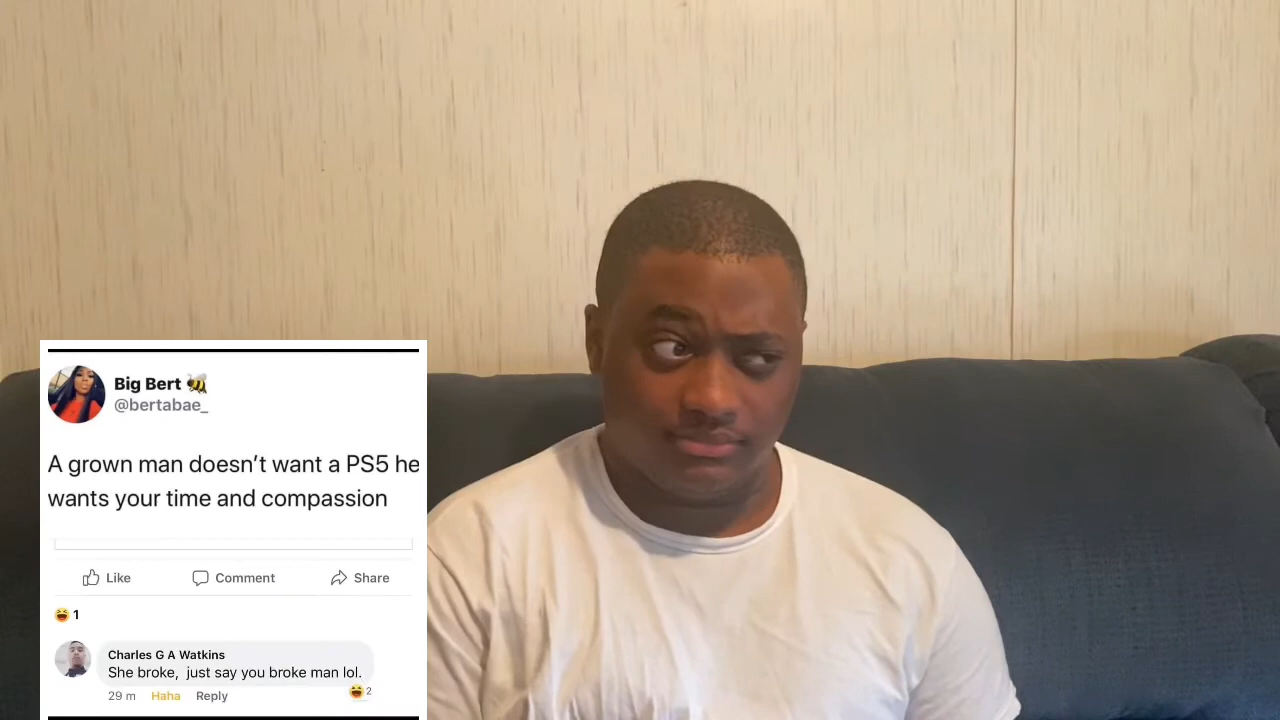 Big Bert 🐝
@bertabae_
A grown man doesn't want a PS5 he
wants your time and compassion
Like Comment Share
😆 1
Charles G A Watkins
She broke, just say you broke man lol.
29 m Haha Reply 😆 2